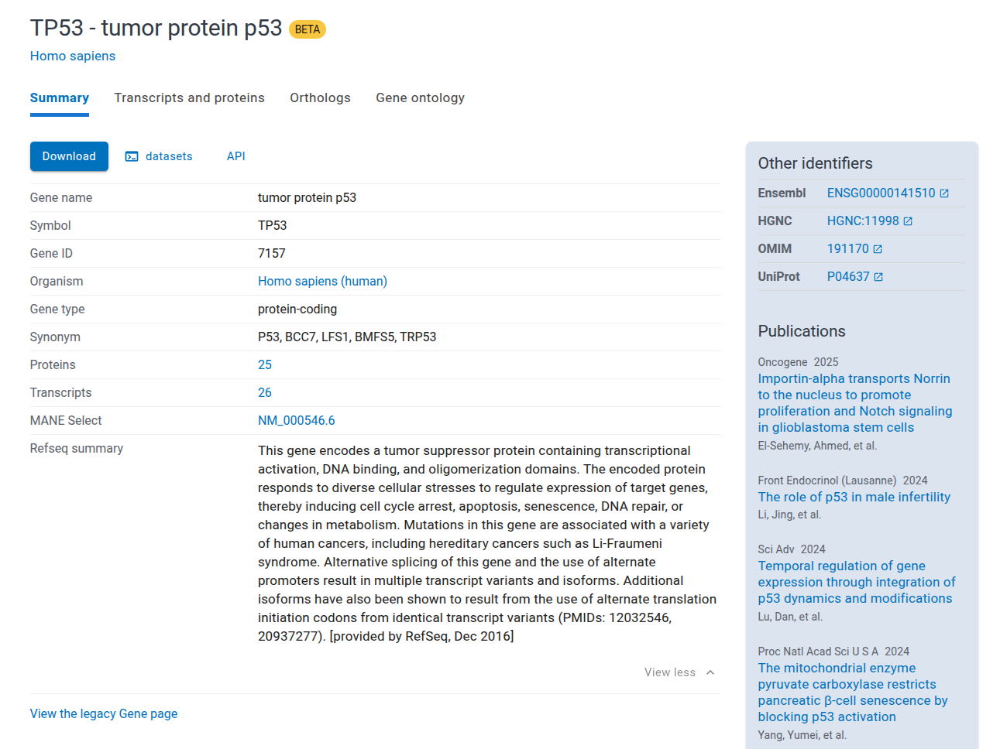 TP53 - tumor protein p53 BETA
Homo sapiens
Summary Transcripts and proteins Orthologs Gene ontology
Download datasets API
Gene name tumor protein p53
Symbol TP53
Gene ID 7157
Organism Homo sapiens (human)
Gene type protein-coding
Synonym P53, BCC7, LFS1, BMFS5, TRP53
Proteins 25
Transcripts 26
MANE Select NM_000546.6
Refseq summary This gene encodes a tumor suppressor protein containing transcriptional
activation, DNA binding, and oligomerization domains. The encoded protein
responds to diverse cellular stresses to regulate expression of target genes,
thereby inducing cell cycle arrest, apoptosis, senescence, DNA repair, or
changes in metabolism. Mutations in this gene are associated with a variety
of human cancers, including hereditary cancers such as Li-Fraumeni
syndrome. Alternative splicing of this gene and the use of alternate
promoters result in multiple transcript variants and isoforms. Additional
isoforms have also been shown to result from the use of alternate translation
initiation codons from identical transcript variants (PMIDs: 12032546,
20937277). [provided by RefSeq, Dec 2016]
View less
View the legacy Gene page
Other identifiers
Ensembl ENSG00000141510
HGNC HGNC:11998
OMIM 191170
UniProt P04637
Publications
Oncogene 2025
Importin-alpha transports Norrin
to the nucleus to promote
proliferation and Notch signaling
in glioblastoma stem cells
El-Sehemy, Ahmed, et al.
Front Endocrinol (Lausanne) 2024
The role of p53 in male infertility
Li, Jing, et al.
Sci Adv 2024
Temporal regulation of gene
expression through integration of
p53 dynamics and modifications
Lu, Dan, et al.
Proc Natl Acad Sci U S A 2024
The mitochondrial enzyme
pyruvate carboxylase restricts
pancreatic β-cell senescence by
blocking p53 activation
Yang, Yumei, et al.